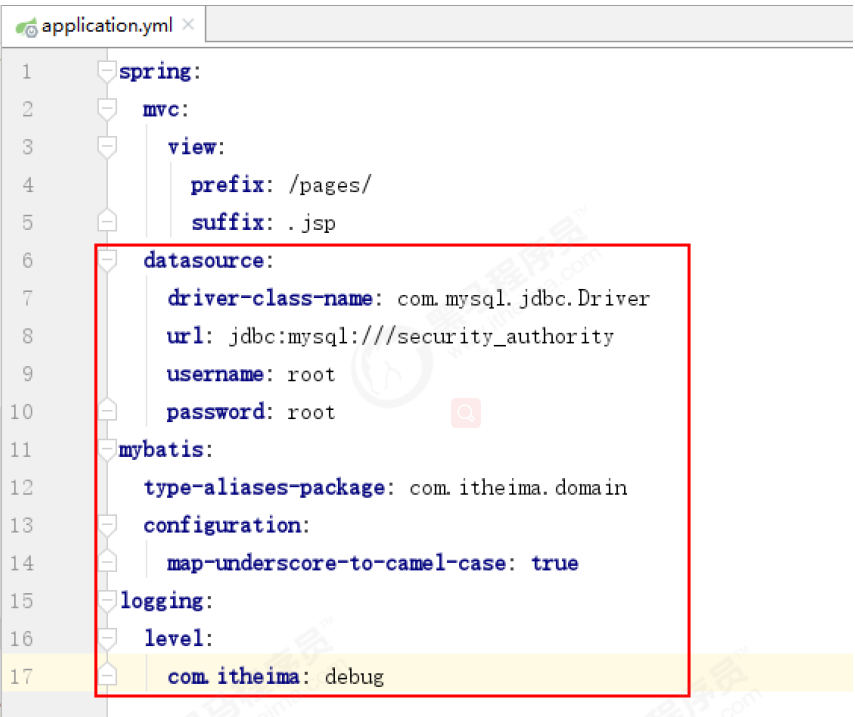 application.yml
1 spring:
2 mvc:
3 view:
4 prefix: /pages/
5 suffix: .jsp
6 datasource:
7 driver-class-name: com.mysql.jdbc.Driver
8 url: jdbc:mysql:///security_authority
9 username: root
10 password: root
11 mybatis:
12 type-aliases-package: com.itheima.domain
13 configuration:
14 map-underscore-to-camel-case: true
15 logging:
16 level:
17 com.itheima: debug